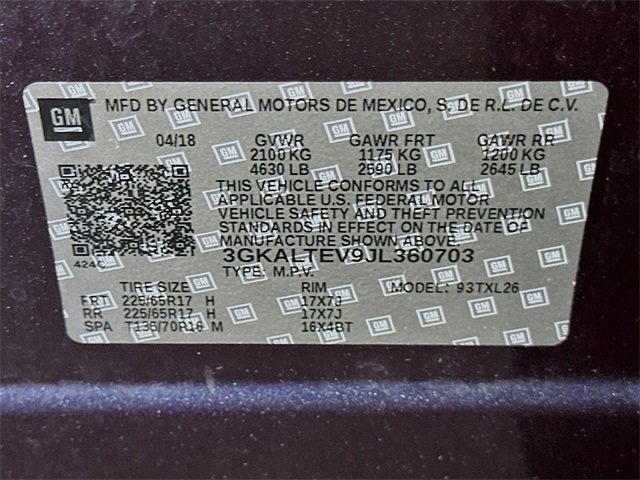 GM MFD BY GENERAL MOTORS DE MEXICO, S. DE R.L. DE C.V.
04/18 GVWR GAWR FRT GAWR RR
2100 KG 1175 KG 1200 KG
4630 LB 2590 LB 2645 LB
THIS VEHICLE CONFORMS TO ALL
APPLICABLE U.S. FEDERAL MOTOR
VEHICLE SAFETY AND THEFT PREVENTION
STANDARDS IN EFFECT ON THE DATE OF
MANUFACTURE SHOWN ABOVE.
424C 3GKALTEV9JL360703
TYPE: M.P.V.
TIRE SIZE RIM MODEL: 93TXL26
FRT 225/65R17 H 17X7J
RR 225/65R17 H 17X7J
SPA T135/70R16 M 16X4BT